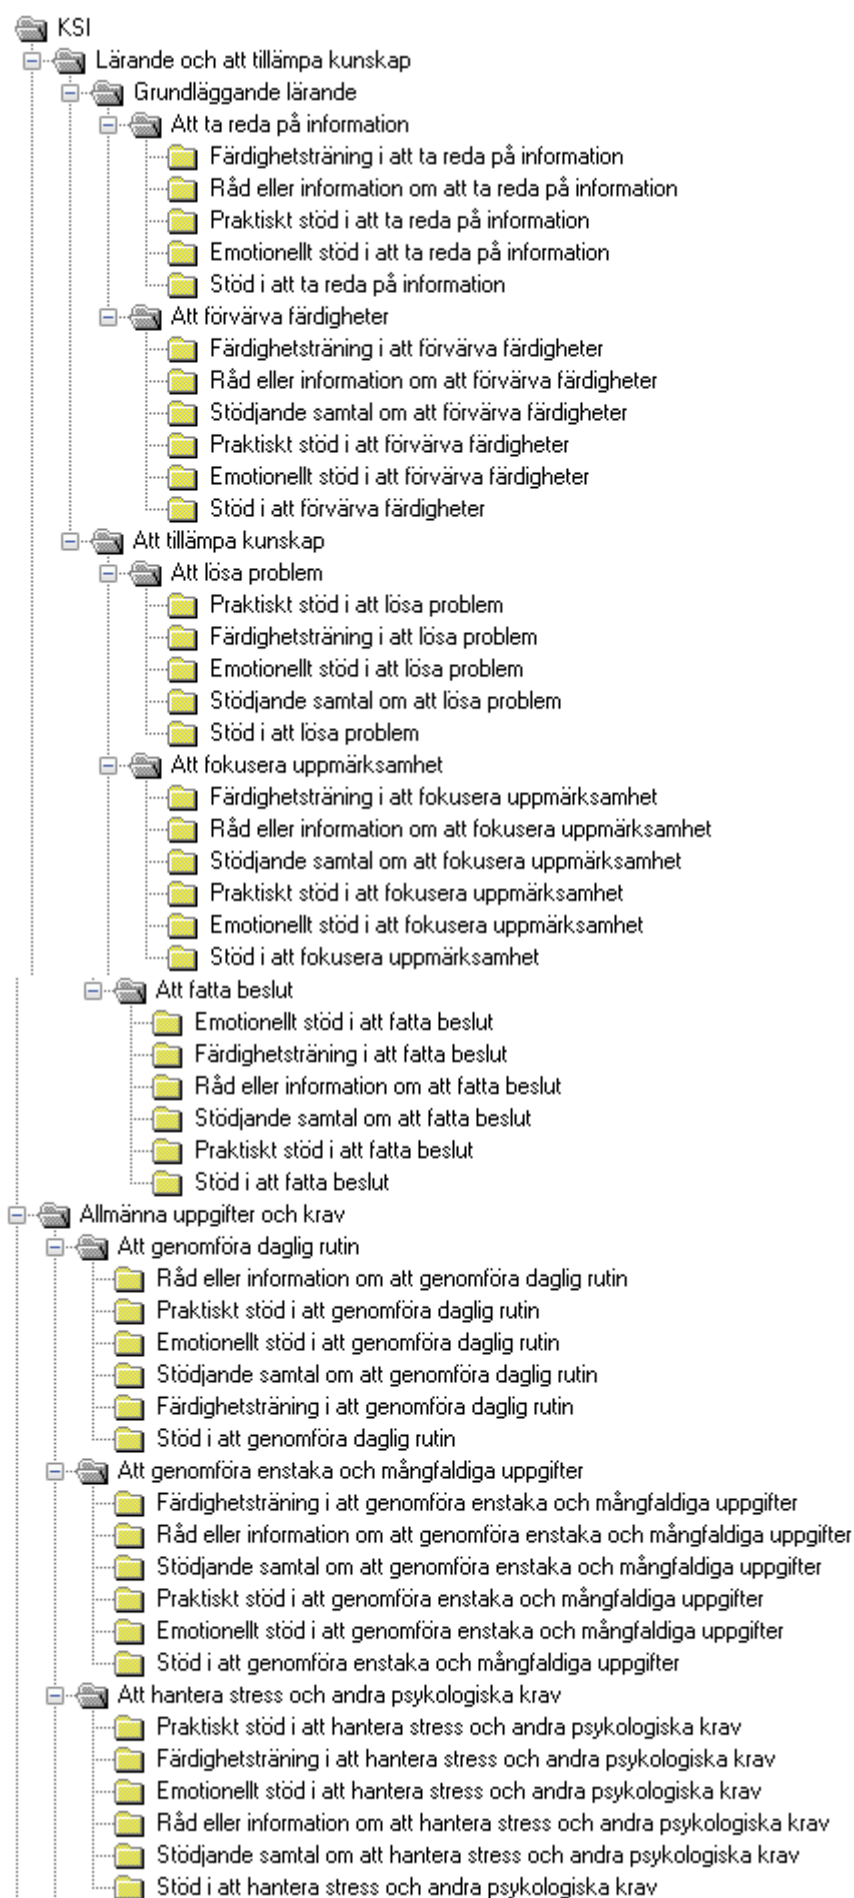 KSI
Lärande och att tillämpa kunskap
Grundläggande lärande
Att ta reda på information
Färdighetsträning i att ta reda på information
Råd eller information om att ta reda på information
Praktiskt stöd i att ta reda på information
Emotionellt stöd i att ta reda på information
Stöd i att ta reda på information
Att förvärva färdigheter
Färdighetsträning i att förvärva färdigheter
Råd eller information om att förvärva färdigheter
Stödjande samtal om att förvärva färdigheter
Praktiskt stöd i att förvärva färdigheter
Emotionellt stöd i att förvärva färdigheter
Stöd i att förvärva färdigheter
Att tillämpa kunskap
Att lösa problem
Praktiskt stöd i att lösa problem
Färdighetsträning i att lösa problem
Emotionellt stöd i att lösa problem
Stödjande samtal om att lösa problem
Stöd i att lösa problem
Att fokusera uppmärksamhet
Färdighetsträning i att fokusera uppmärksamhet
Råd eller information om att fokusera uppmärksamhet
Stödjande samtal om att fokusera uppmärksamhet
Praktiskt stöd i att fokusera uppmärksamhet
Emotionellt stöd i att fokusera uppmärksamhet
Stöd i att fokusera uppmärksamhet
Att fatta beslut
Emotionellt stöd i att fatta beslut
Färdighetsträning i att fatta beslut
Råd eller information om att fatta beslut
Stödjande samtal om att fatta beslut
Praktiskt stöd i att fatta beslut
Stöd i att fatta beslut
Allmänna uppgifter och krav
Att genomföra daglig rutin
Råd eller information om att genomföra daglig rutin
Praktiskt stöd i att genomföra daglig rutin
Emotionellt stöd i att genomföra daglig rutin
Stödjande samtal om att genomföra daglig rutin
Färdighetsträning i att genomföra daglig rutin
Stöd i att genomföra daglig rutin
Att genomföra enstaka och mångfaldiga uppgifter
Färdighetsträning i att genomföra enstaka och mångfaldiga uppgifter
Råd eller information om att genomföra enstaka och mångfaldiga uppgifter
Stödjande samtal om att genomföra enstaka och mångfaldiga uppgifter
Praktiskt stöd i att genomföra enstaka och mångfaldiga uppgifter
Emotionellt stöd i att genomföra enstaka och mångfaldiga uppgifter
Stöd i att genomföra enstaka och mångfaldiga uppgifter
Att hantera stress och andra psykologiska krav
Praktiskt stöd i att hantera stress och andra psykologiska krav
Färdighetsträning i att hantera stress och andra psykologiska krav
Emotionellt stöd i att hantera stress och andra psykologiska krav
Råd eller information om att hantera stress och andra psykologiska krav
Stödjande samtal om att hantera stress och andra psykologiska krav
Stöd i att hantera stress och andra psykologiska krav